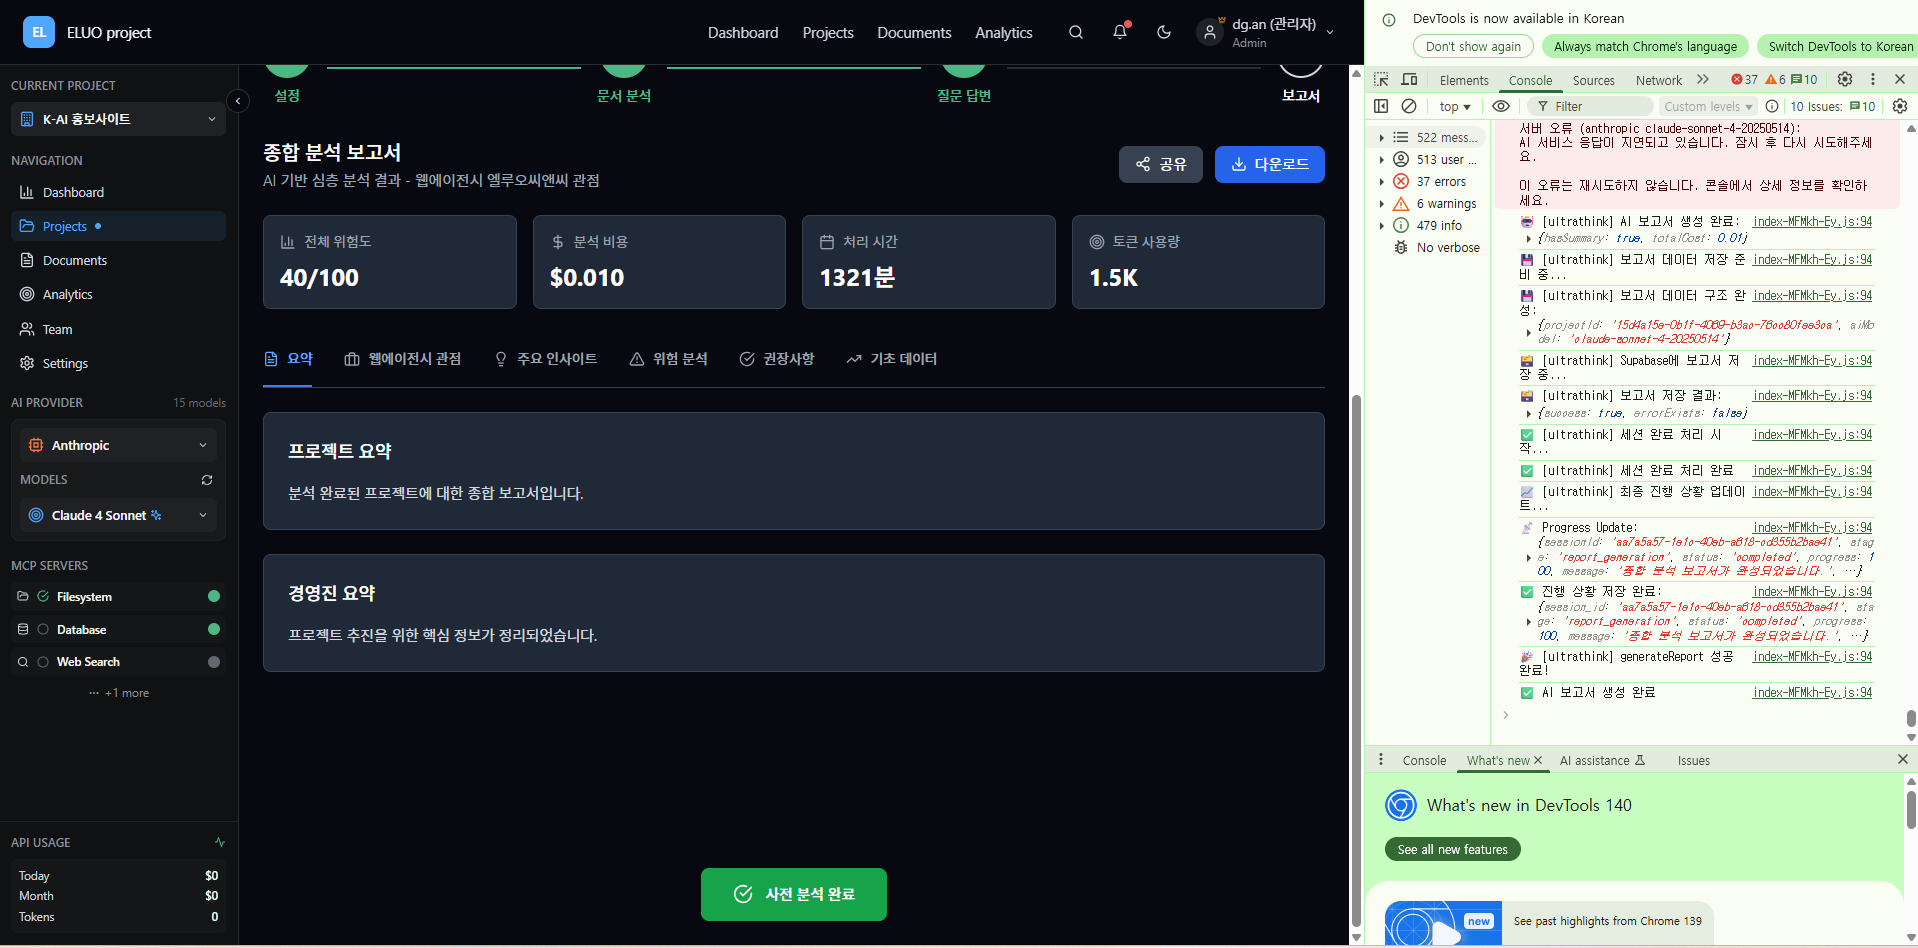 EL ELUO project
Dashboard Projects Documents Analytics
dg.an (관리자)
Admin
CURRENT PROJECT
K-AI 홍보사이트
NAVIGATION
Dashboard
Projects
Documents
Analytics
Team
Settings
AI PROVIDER 15 models
Anthropic
MODELS
Claude 4 Sonnet
MCP SERVERS
Filesystem
Database
Web Search
··· +1 more
API USAGE
Today $0
Month $0
Tokens 0
설정 문서 분석 질문 답변 보고서
종합 분석 보고서
AI 기반 심층 분석 결과 - 웹에이전시 엘루오씨앤씨 관점
공유 다운로드
전체 위험도
40/100
분석 비용
$0.010
처리 시간
1321분
토큰 사용량
1.5K
요약 웹에이전시 관점 주요 인사이트 위험 분석 권장사항 기초 데이터
프로젝트 요약
분석 완료된 프로젝트에 대한 종합 보고서입니다.
경영진 요약
프로젝트 추진을 위한 핵심 정보가 정리되었습니다.
사전 분석 완료
DevTools is now available in Korean
Don't show again Always match Chrome's language Switch DevTools to Korean
Elements Console Sources Network 37 6 10
top Filter Custom levels 10 Issues: 10
522 mess...
513 user ...
37 errors
6 warnings
479 info
No verbose
서버 오류 (anthropic claude-sonnet-4-20250514):
AI 서비스 응답이 지연되고 있습니다. 잠시 후 다시 시도해주세
요.
이 오류는 재시도하지 않습니다. 콘솔에서 상세 정보를 확인하
세요.
[ultrathink] AI 보고서 생성 완료: index-MFMkh-Ey.js:94
{hasSummary: true, totalCost: 0.01}
[ultrathink] 보고서 데이터 저장 준 index-MFMkh-Ey.js:94
비 중...
[ultrathink] 보고서 데이터 구조 완 index-MFMkh-Ey.js:94
성:
'claude-sonnet-4-20250514'}
[ultrathink] Supabase에 보고서 저 index-MFMkh-Ey.js:94
장 중...
[ultrathink] 보고서 저장 결과: index-MFMkh-Ey.js:94
{success: true, errorExists: false}
[ultrathink] 세션 완료 처리 시 index-MFMkh-Ey.js:94
작...
[ultrathink] 세션 완료 처리 완료 index-MFMkh-Ey.js:94
[ultrathink] 최종 진행 상황 업데이 index-MFMkh-Ey.js:94
트...
Progress Update: index-MFMkh-Ey.js:94
e: 'report_generation', status: 'completed', progress: 1
00, message: '종합 분석 보고서가 완성되었습니다.', …}
진행 상황 저장 완료: index-MFMkh-Ey.js:94
e: 'report_generation', status: 'completed', progress:
100, message: '종합 분석 보고서가 완성되었습니다.', …}
[ultrathink] generateReport 성공 index-MFMkh-Ey.js:94
완료!
AI 보고서 생성 완료 index-MFMkh-Ey.js:94
Console What's new AI assistance Issues
What's new in DevTools 140
See all new features
new See past highlights from Chrome 139